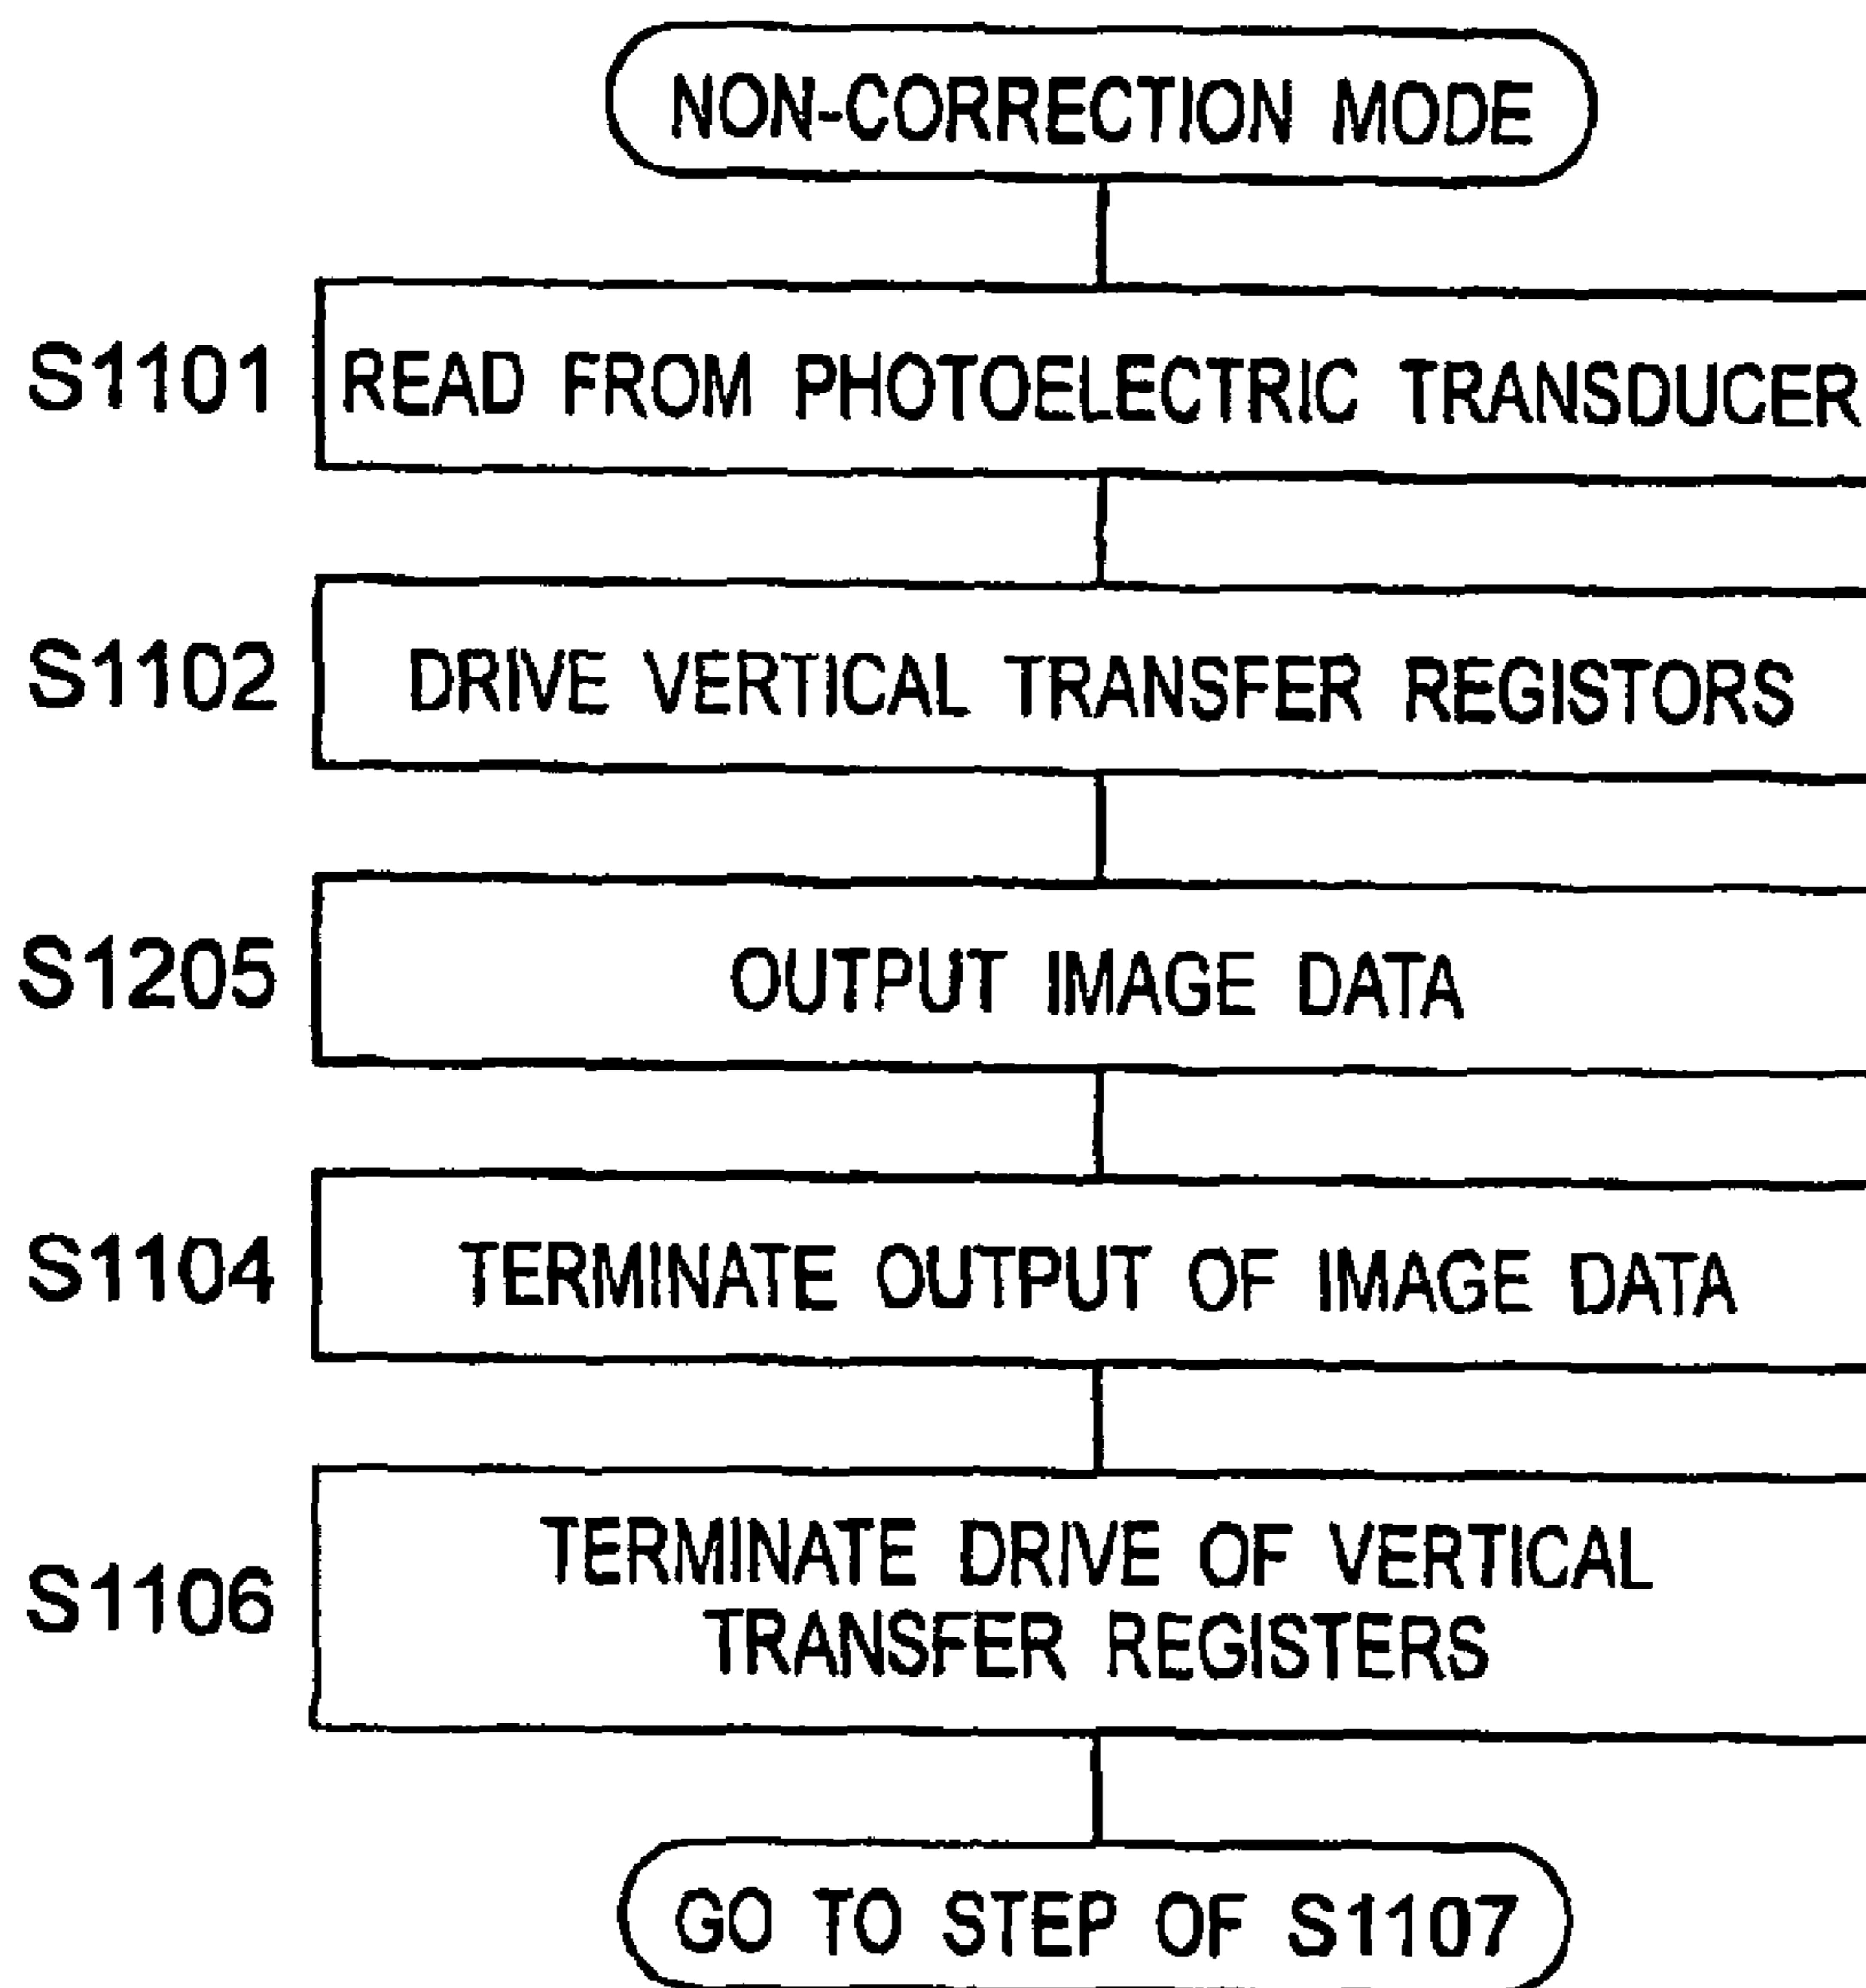 NON-CORRECTION MODE
S1101 READ FROM PHOTOELECTRIC TRANSDUCER
S1102 DRIVE VERTICAL TRANSFER REGISTORS
S1205 OUTPUT IMAGE DATA
S1104 TERMINATE OUTPUT OF IMAGE DATA
S1106 TERMINATE DRIVE OF VERTICAL
TRANSFER REGISTERS
GO TO STEP OF S1107